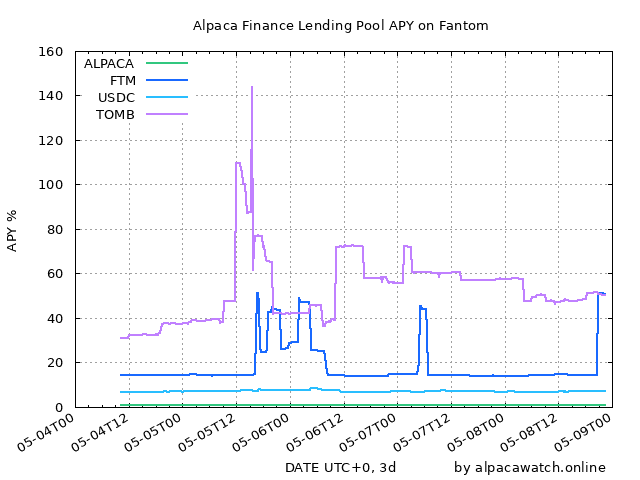 Alpaca Finance Lending Pool APY on Fantom
160
140
120
100
80
60
40
20
0
APY %
ALPACA
FTM
USDC
TOMB
05-04T00
05-04T12
05-05T00
05-05T12
05-06T00
05-06T12
05-07T00
05-07T12
05-08T00
05-08T12
05-09T00
DATE UTC+0, 3d
by alpacawatch.online